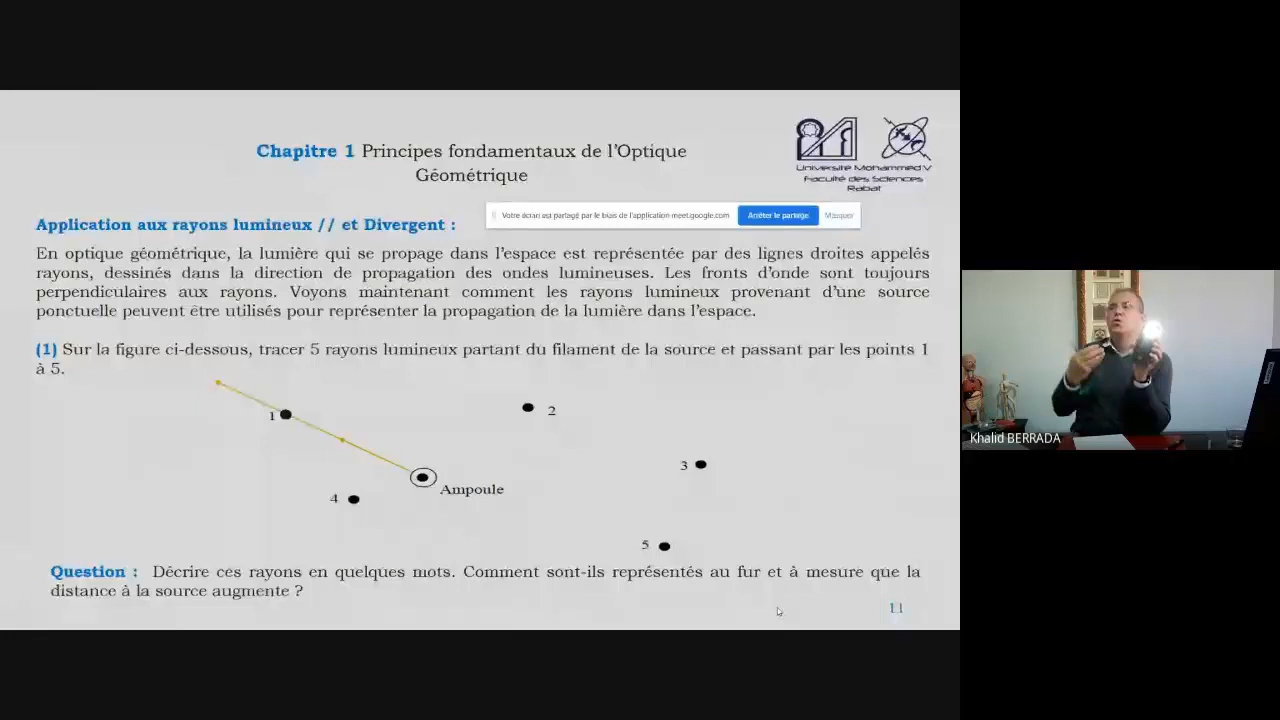 Chapitre 1 Principes fondamentaux de l'Optique
Géométrique
Université Mohammed V
Faculté des Sciences
Rabat
Votre écran est partagé par le biais de l'application meet.google.com Arrêter le partage Masquer
Application aux rayons lumineux // et Divergent :
En optique géométrique, la lumière qui se propage dans l'espace est représentée par des lignes droites appelés
rayons, dessinés dans la direction de propagation des ondes lumineuses. Les fronts d'onde sont toujours
perpendiculaires aux rayons. Voyons maintenant comment les rayons lumineux provenant d'une source
ponctuelle peuvent être utilisés pour représenter la propagation de la lumière dans l'espace.
(1) Sur la figure ci-dessous, tracer 5 rayons lumineux partant du filament de la source et passant par les points 1
à 5.
1
2
3
4
Ampoule
5
Question : Décrire ces rayons en quelques mots. Comment sont-ils représentés au fur et à mesure que la
distance à la source augmente ?
11
Khalid BERRADA